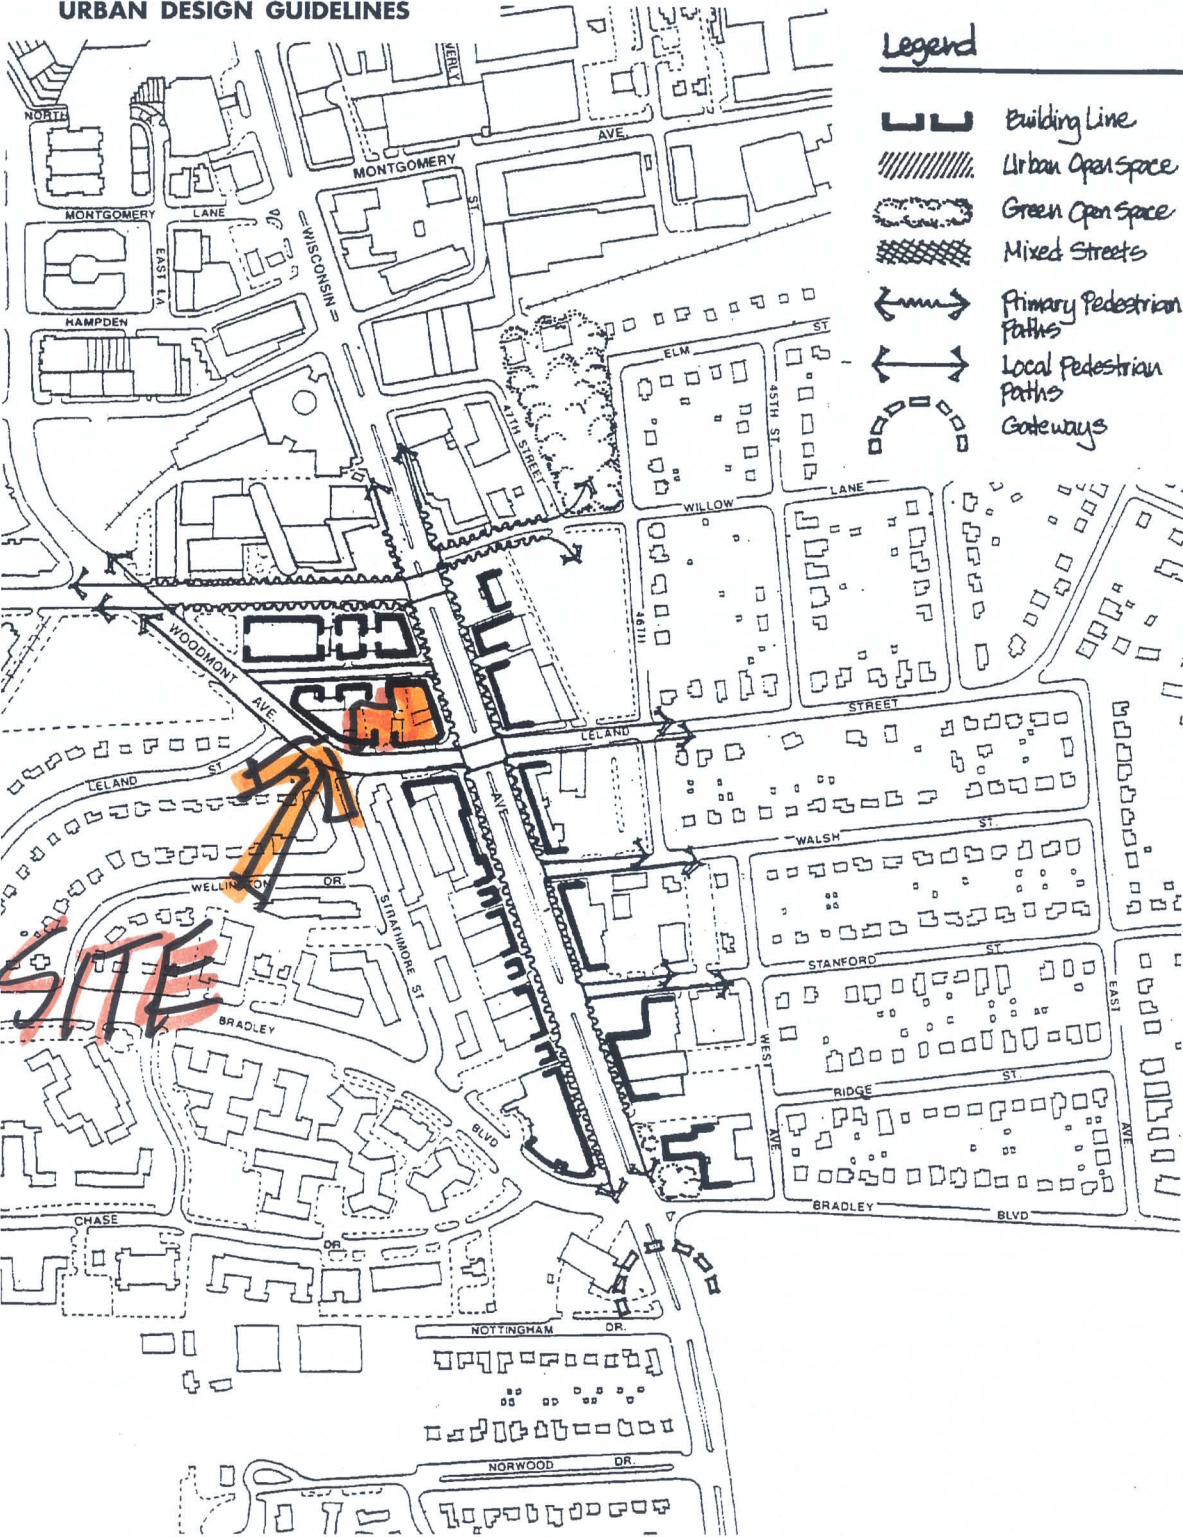 URBAN DESIGN GUIDELINES
Legend
Building Line
Urban Open Space
Green Open Space
Mixed Streets
Primary Pedestrian
Paths
Local Pedestrian
Paths
Gateways
NORTH
AVE.
MONTGOMERY
ST.
MONTGOMERY LANE
EAST LA
WISCONSIN
HAMPDEN
ELM
ST
45TH ST.
47TH STREET
WILLOW
LANE
46TH
WOODMONT
AVE.
LELAND
STREET
LELAND
ST
AVE
WALSH
ST.
WELLINGTON
DR.
STRATHMORE ST
SITE
STANFORD
ST.
EAST
BRADLEY
WEST
RIDGE
ST.
BLVD
AVE.
AVE
BRADLEY
BLVD
CHASE
DR
NOTTINGHAM
DR.
NORWOOD
DR.